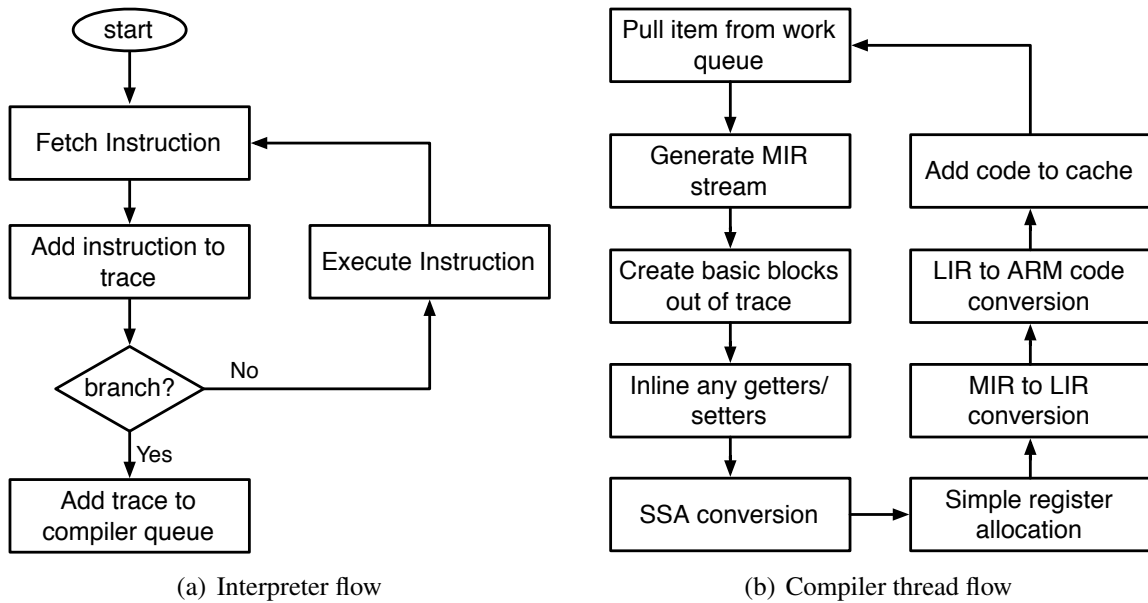 start
Fetch Instruction
Add instruction to
trace
Execute Instruction
branch?
No
Yes
Add trace to
compiler queue
(a) Interpreter flow
Pull item from work
queue
Generate MIR
stream
Create basic blocks
out of trace
Inline any getters/
setters
SSA conversion
Simple register
allocation
MIR to LIR
conversion
LIR to ARM code
conversion
Add code to cache
(b) Compiler thread flow